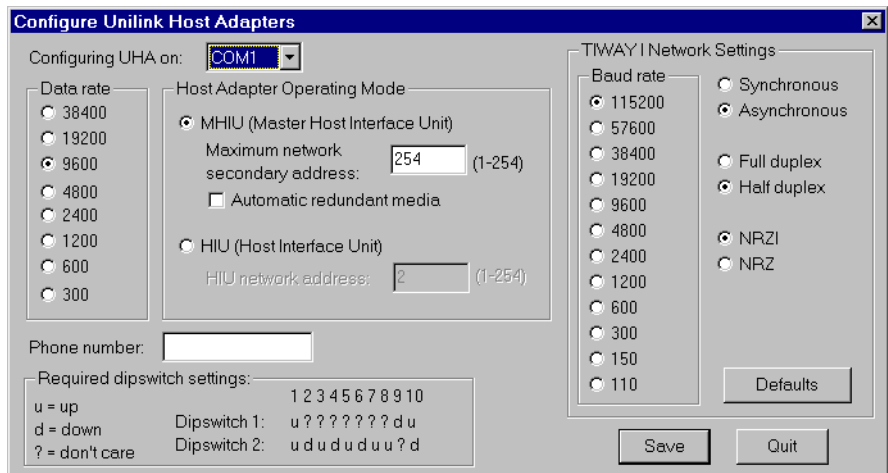 Configure Unilink Host Adapters
Configuring UHA on: COM1
Data rate
38400
19200
9600
4800
2400
1200
600
300
Host Adapter Operating Mode
MHIU (Master Host Interface Unit)
Maximum network
secondary address: 254 (1-254)
Automatic redundant media
HIU (Host Interface Unit)
HIU network address: 2 (1-254)
Phone number:
Required dipswitch settings:
u = up
d = down
? = don't care
1 2 3 4 5 6 7 8 9 10
Dipswitch 1: u ? ? ? ? ? ? ? d u
Dipswitch 2: u d u d u d u u ? d
TIWAY I Network Settings
Baud rate
115200
57600
38400
19200
9600
4800
2400
1200
600
300
150
110
Synchronous
Asynchronous
Full duplex
Half duplex
NRZI
NRZ
Defaults
Save
Quit